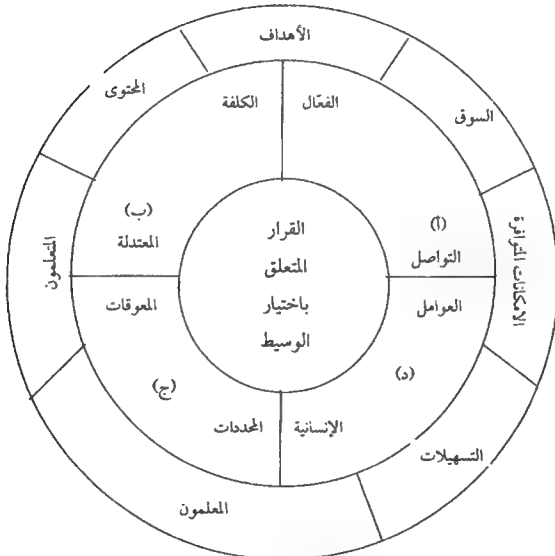 الأهداف
السوق
الامكانات المتوافرة
التسهيلات
المعلمون
المتعلمون
المحتوى
الفعّال
(أ)
التواصل
الكلفة
(ب)
المعتدلة
المعوقات
(ج)
المحددات
العوامل
(د)
الإنسانية
القرار
المتعلق
باختيار
الوسيط